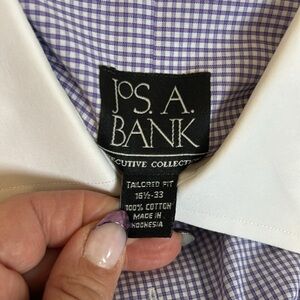 JOS. A.
BANK
ECUTIVE COLLECT
TAILORED FIT
16½-33
100% COTTON
MADE IN
INDONESIA